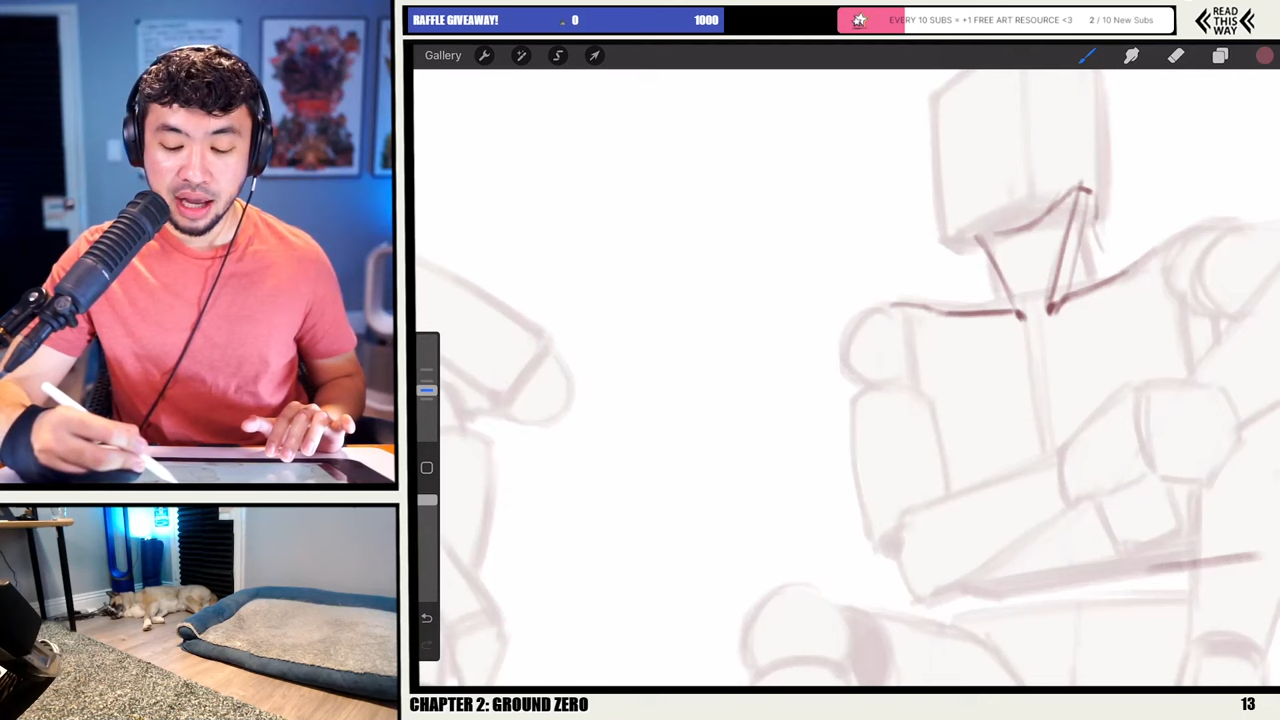 RAFFLE GIVEAWAY! 0 1000
EVERY 10 SUBS = +1 FREE ART RESOURCE <3 2 / 10 New Subs
READ
THIS
WAY
Gallery
CHAPTER 2: GROUND ZERO 13